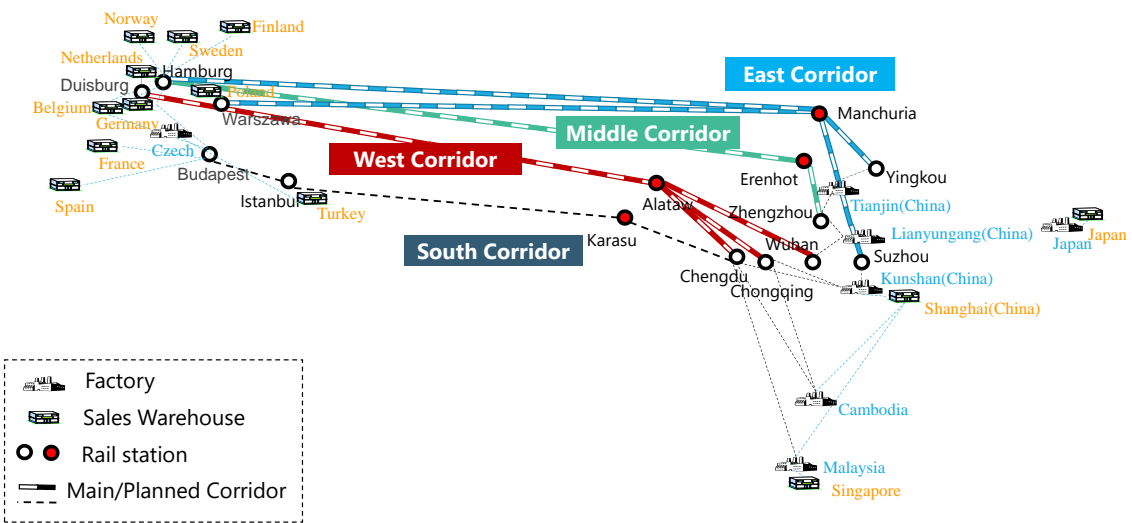 Norway
Finland
Sweden
Netherlands
Hamburg
Duisburg
Poland
Belgium
Germany
Warszawa
Czech
France
Budapest
Spain
Istanbul
Turkey
East Corridor
Manchuria
Middle Corridor
West Corridor
Erenhot
Yingkou
Alataw
Zhengzhou
Tianjin(China)
Karasu
Wuhan
Lianyungang(China)
Japan
Japan
South Corridor
Suzhou
Chengdu
Chongqing
Kunshan(China)
Shanghai(China)
Cambodia
Malaysia
Singapore
Factory
Sales Warehouse
Rail station
Main/Planned Corridor